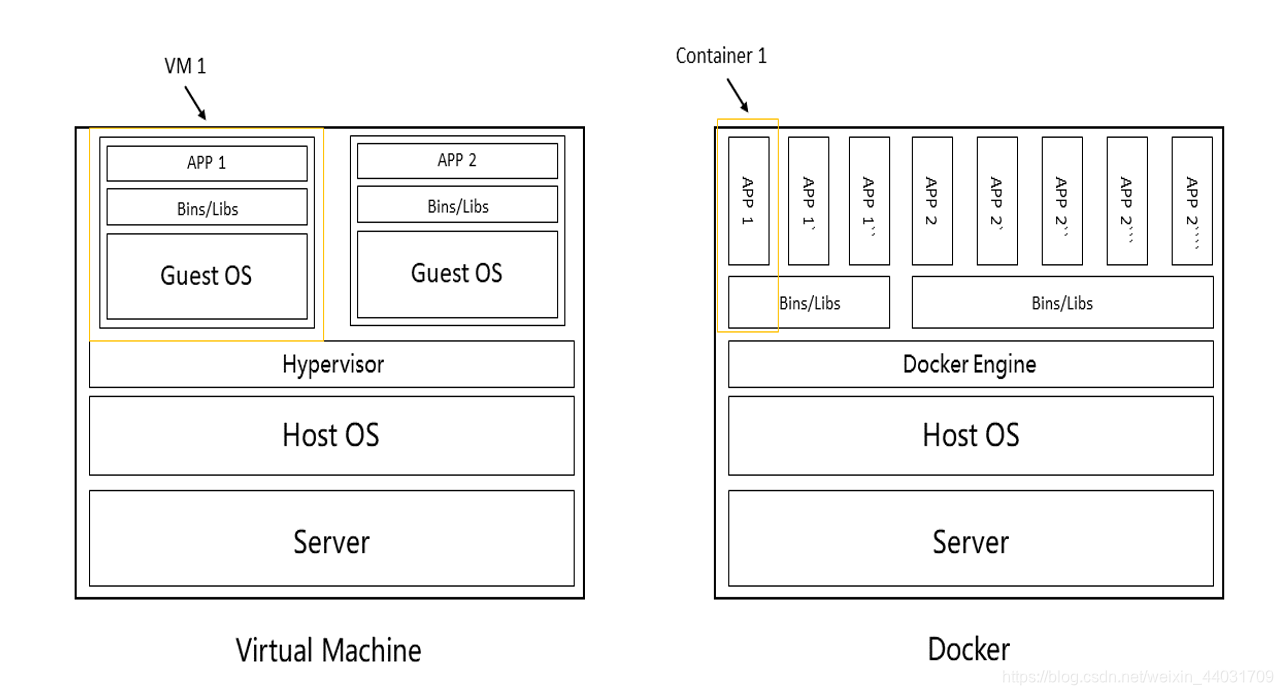 VM 1
APP 1
Bins/Libs
Guest OS
APP 2
Bins/Libs
Guest OS
Hypervisor
Host OS
Server
Virtual Machine
Container 1
APP 1
APP 1`
APP 1``
APP 2
APP 2`
APP 2``
APP 2```
APP 2````
Bins/Libs
Bins/Libs
Docker Engine
Host OS
Server
Docker
https://blog.csdn.net/weixin_44031709